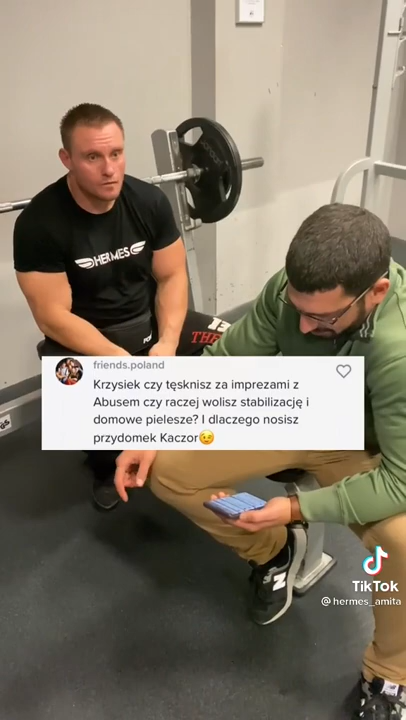 HERMES
friends.poland
Krzysiek czy tęsknisz za imprezami z
Abusem czy raczej wolisz stabilizację i
domowe pielesze? I dlaczego nosisz
przydomek Kaczor😉
TikTok
@hermes_amita